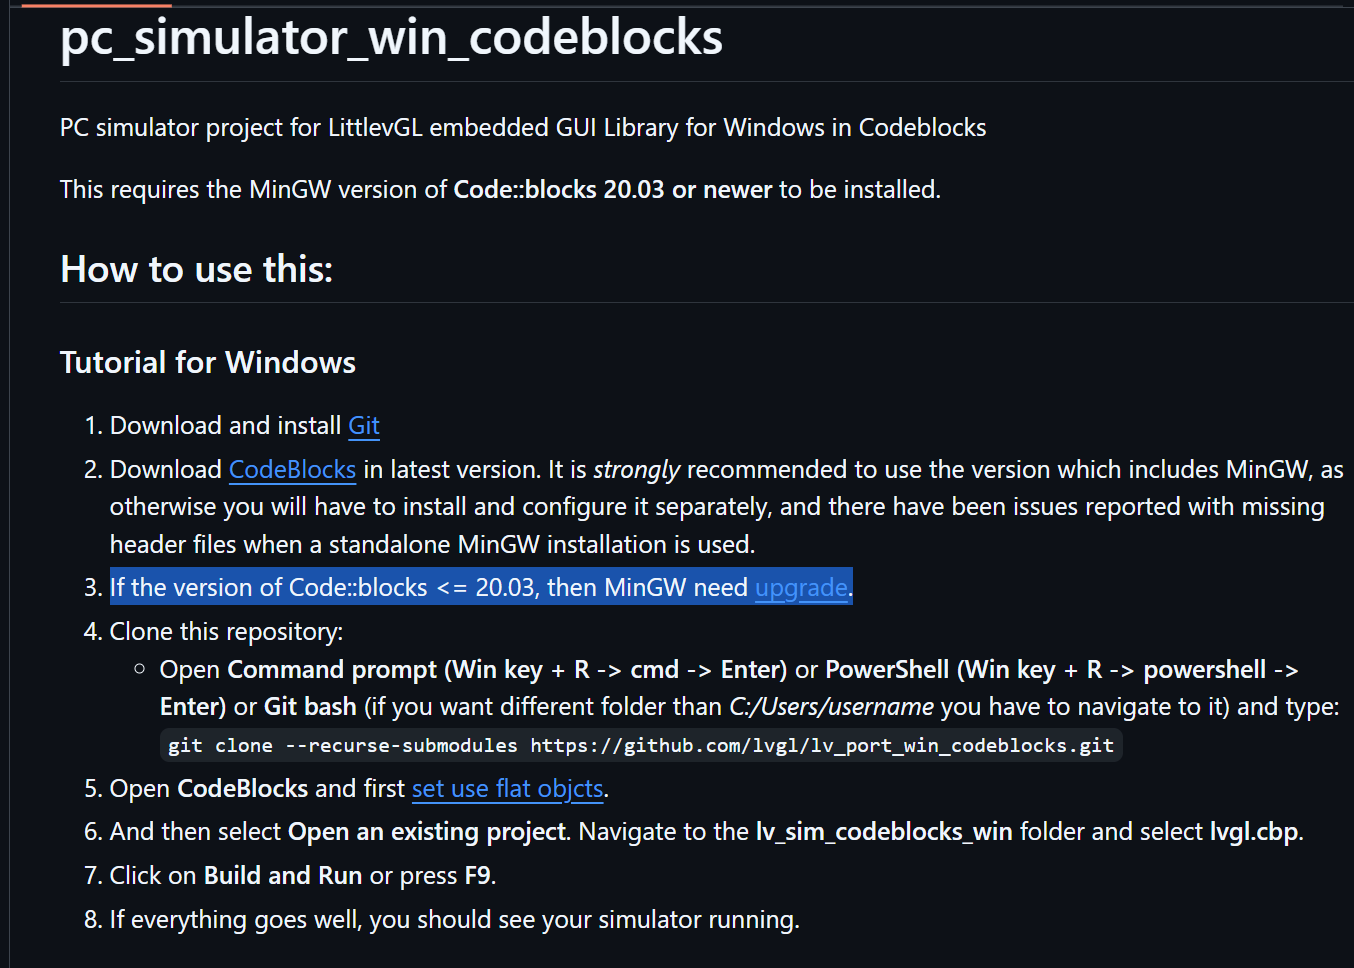 pc_simulator_win_codeblocks
PC simulator project for LittlevGL embedded GUI Library for Windows in Codeblocks
This requires the MinGW version of Code::blocks 20.03 or newer to be installed.
How to use this:
Tutorial for Windows
1. Download and install Git
2. Download CodeBlocks in latest version. It is strongly recommended to use the version which includes MinGW, as
otherwise you will have to install and configure it separately, and there have been issues reported with missing
header files when a standalone MinGW installation is used.
3. If the version of Code::blocks <= 20.03, then MinGW need upgrade.
4. Clone this repository:
○ Open Command prompt (Win key + R -> cmd -> Enter) or PowerShell (Win key + R -> powershell ->
Enter) or Git bash (if you want different folder than C:/Users/username you have to navigate to it) and type:
git clone --recurse-submodules https://github.com/lvgl/lv_port_win_codeblocks.git
5. Open CodeBlocks and first set use flat objcts.
6. And then select Open an existing project. Navigate to the lv_sim_codeblocks_win folder and select lvgl.cbp.
7. Click on Build and Run or press F9.
8. If everything goes well, you should see your simulator running.